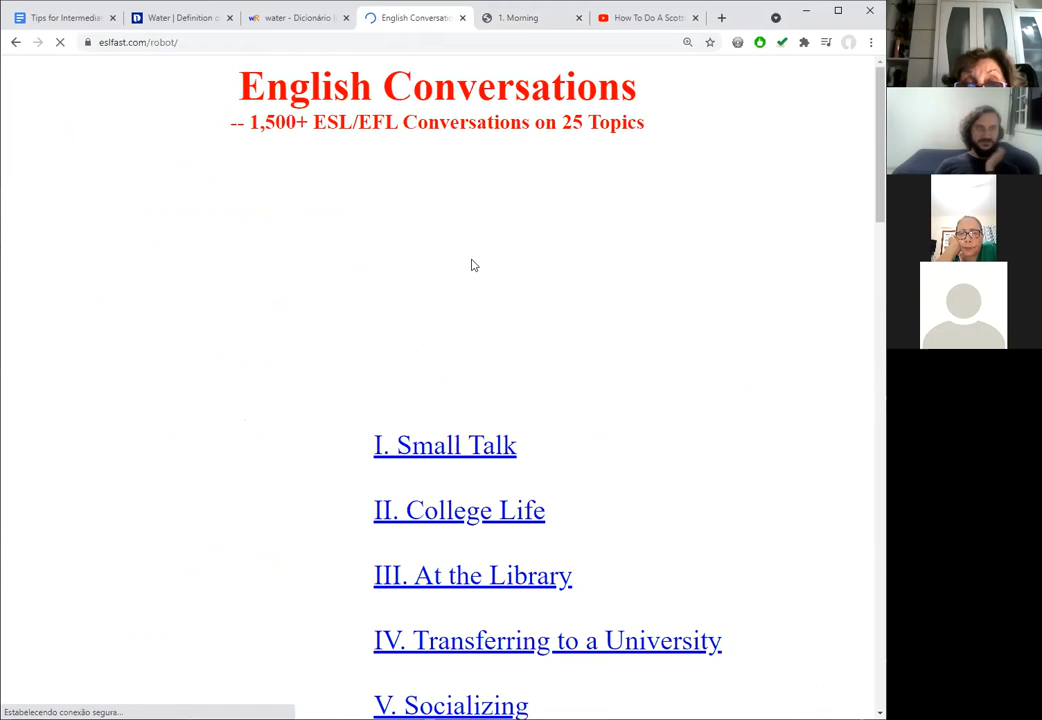 Tips for Intermedia
Water | Definition o
water - Dicionário I
English Conversatio
1. Morning
How To Do A Scott
eslfast.com/robot/
English Conversations
-- 1,500+ ESL/EFL Conversations on 25 Topics
I. Small Talk
II. College Life
III. At the Library
IV. Transferring to a University
V. Socializing
Estabelecendo conexão segura...